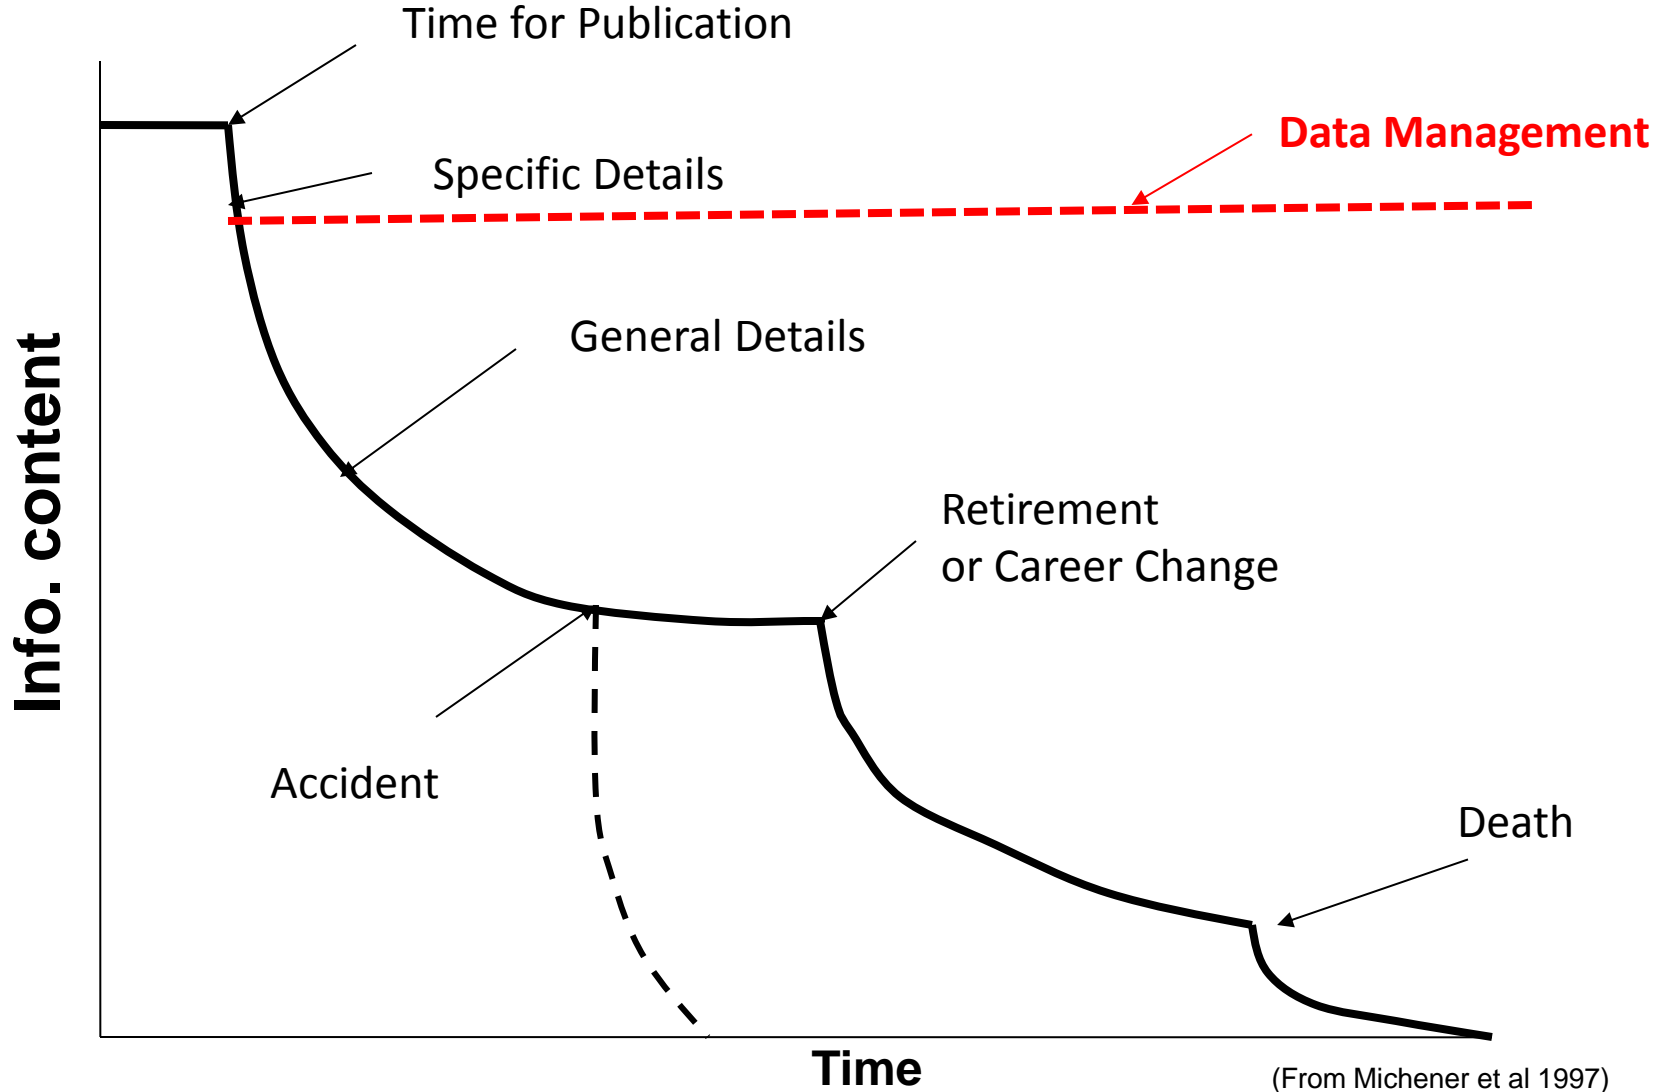 Time for Publication
Data Management
Specific Details
General Details
Info. content
Retirement
or Career Change
Accident
Death
Time
(From Michener et al 1997)